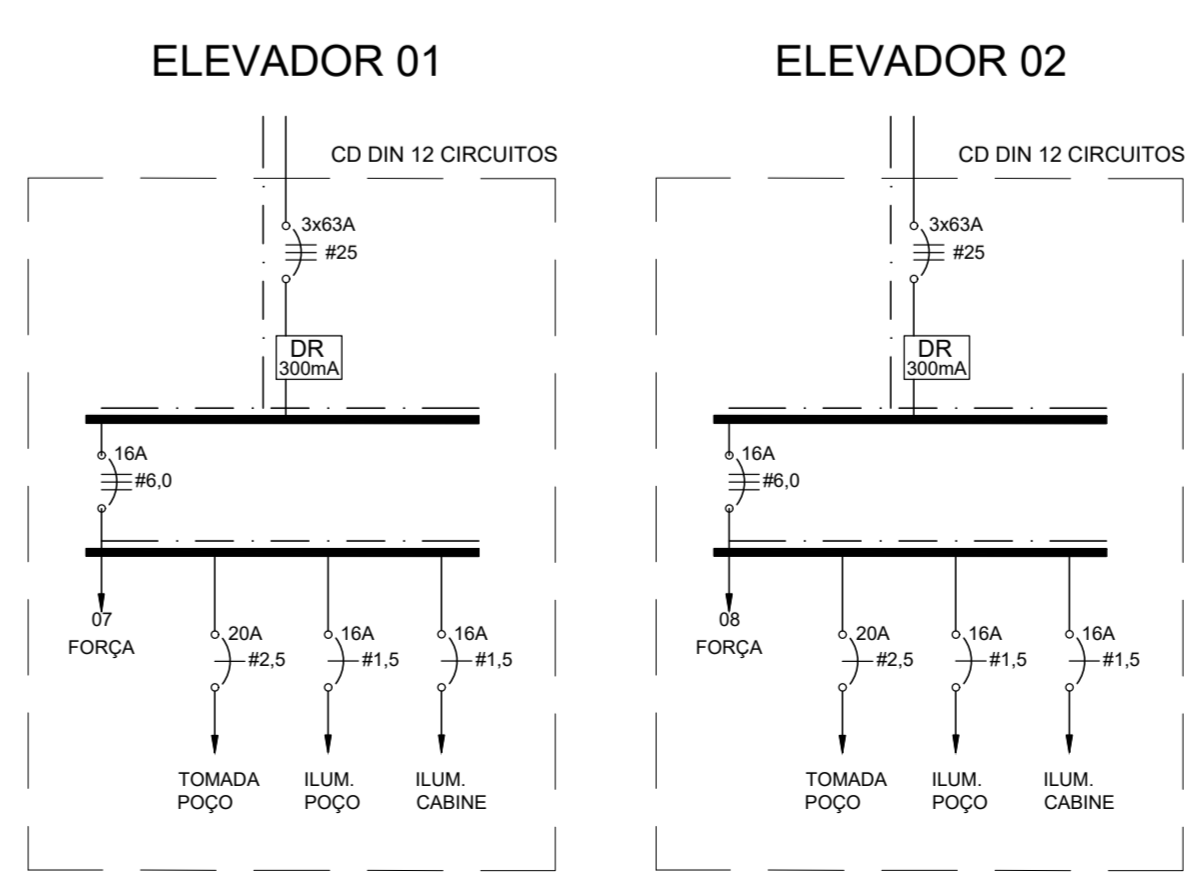 ELEVADOR 01
CD DIN 12 CIRCUITOS
3x63A
#25
DR
300mA
16A
#6,0
07
FORÇA
20A
#2,5
16A
#1,5
16A
#1,5
TOMADA
POÇO
ILUM.
POÇO
ILUM.
CABINE
ELEVADOR 02
CD DIN 12 CIRCUITOS
3x63A
#25
DR
300mA
16A
#6,0
08
FORÇA
20A
#2,5
16A
#1,5
16A
#1,5
TOMADA
POÇO
ILUM.
POÇO
ILUM.
CABINE